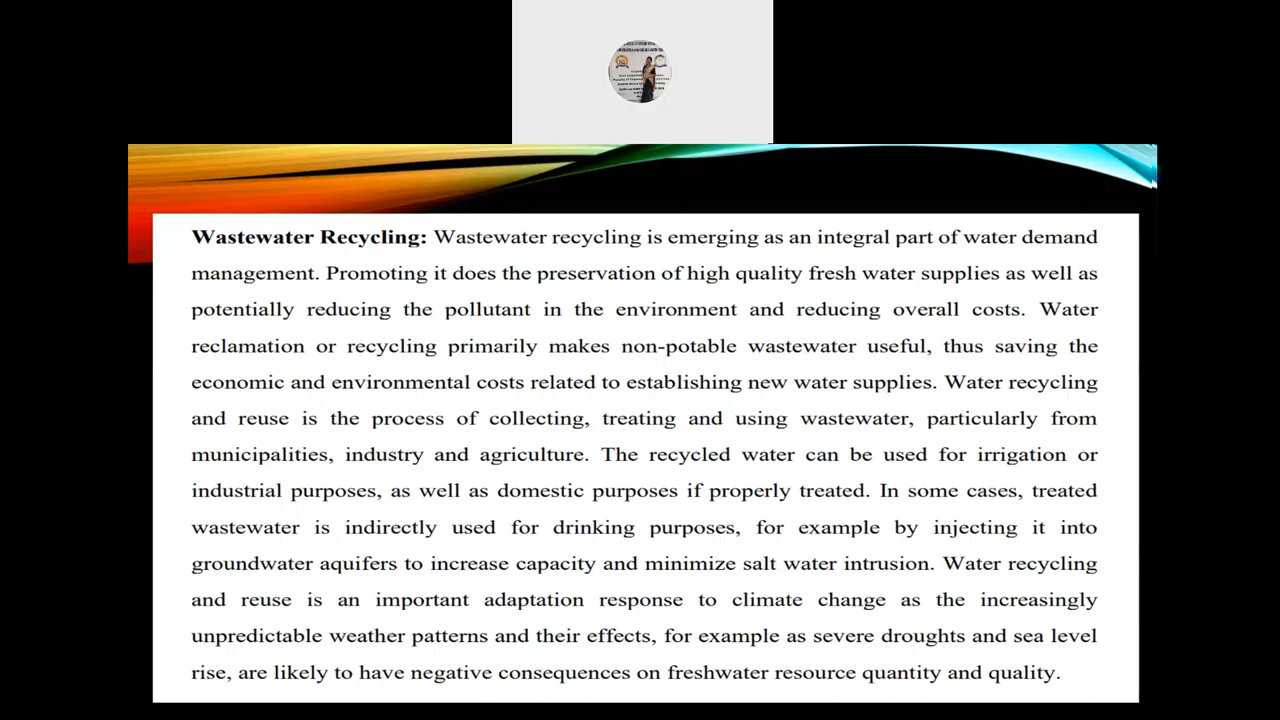 Wastewater Recycling: Wastewater recycling is emerging as an integral part of water demand
management. Promoting it does the preservation of high quality fresh water supplies as well as
potentially reducing the pollutant in the environment and reducing overall costs. Water
reclamation or recycling primarily makes non-potable wastewater useful, thus saving the
economic and environmental costs related to establishing new water supplies. Water recycling
and reuse is the process of collecting, treating and using wastewater, particularly from
municipalities, industry and agriculture. The recycled water can be used for irrigation or
industrial purposes, as well as domestic purposes if properly treated. In some cases, treated
wastewater is indirectly used for drinking purposes, for example by injecting it into
groundwater aquifers to increase capacity and minimize salt water intrusion. Water recycling
and reuse is an important adaptation response to climate change as the increasingly
unpredictable weather patterns and their effects, for example as severe droughts and sea level
rise, are likely to have negative consequences on freshwater resource quantity and quality.